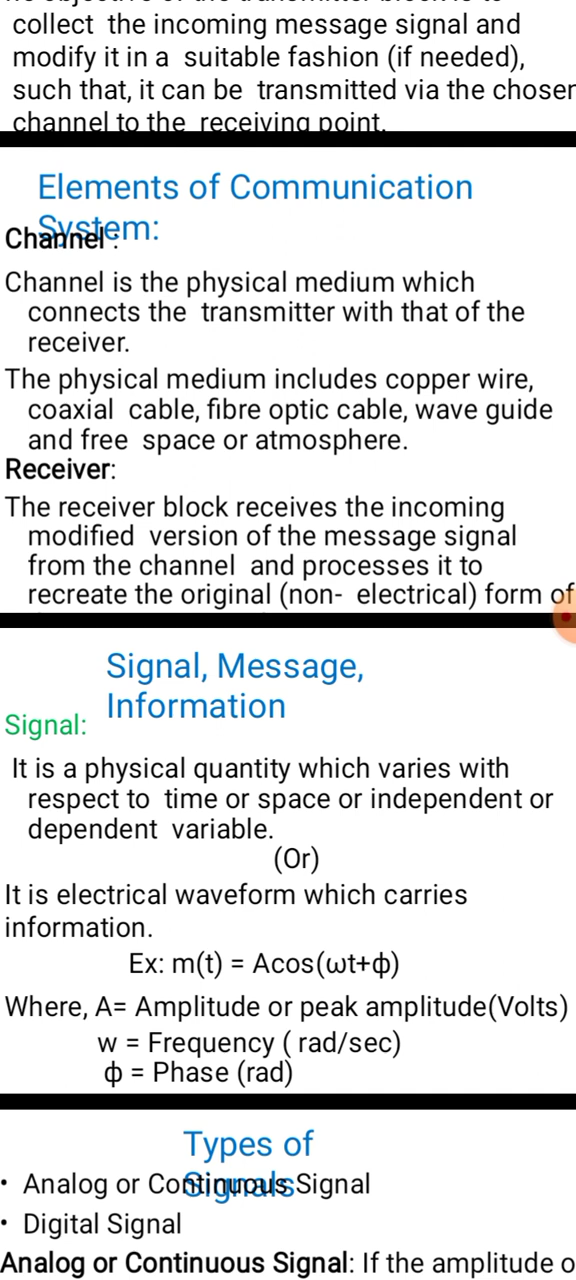 collect the incoming message signal and
modify it in a suitable fashion (if needed),
such that, it can be transmitted via the chosen
channel to the receiving point.
Elements of Communication
System:
Channel :
Channel is the physical medium which
connects the transmitter with that of the
receiver.
The physical medium includes copper wire,
coaxial cable, fibre optic cable, wave guide
and free space or atmosphere.
Receiver:
The receiver block receives the incoming
modified version of the message signal
from the channel and processes it to
recreate the original (non- electrical) form of
Signal, Message,
Information
Signal:
It is a physical quantity which varies with
respect to time or space or independent or
dependent variable.
(Or)
It is electrical waveform which carries
information.
Ex: m(t) = Acos(ωt+ф)
Where, A= Amplitude or peak amplitude(Volts)
w = Frequency ( rad/sec)
ф = Phase (rad)
Types of
Signals
• Analog or Continuous Signal
• Digital Signal
Analog or Continuous Signal: If the amplitude o